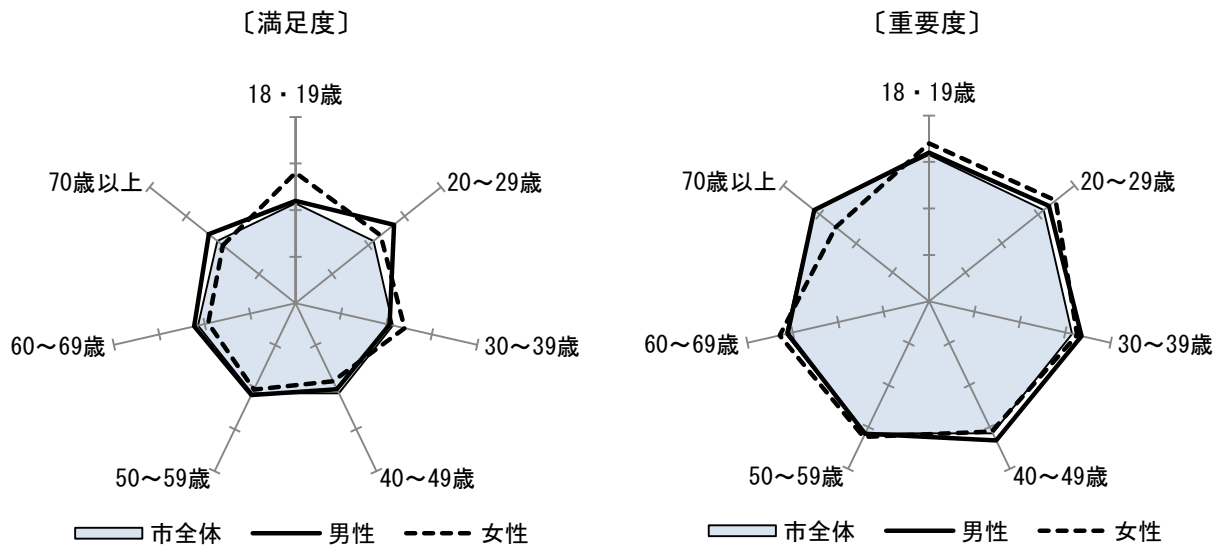 〔満足度〕
18・19歳
20～29歳
30～39歳
40～49歳
50～59歳
60～69歳
70歳以上
市全体 男性 女性
〔重要度〕
18・19歳
20～29歳
30～39歳
40～49歳
50～59歳
60～69歳
70歳以上
市全体 男性 女性